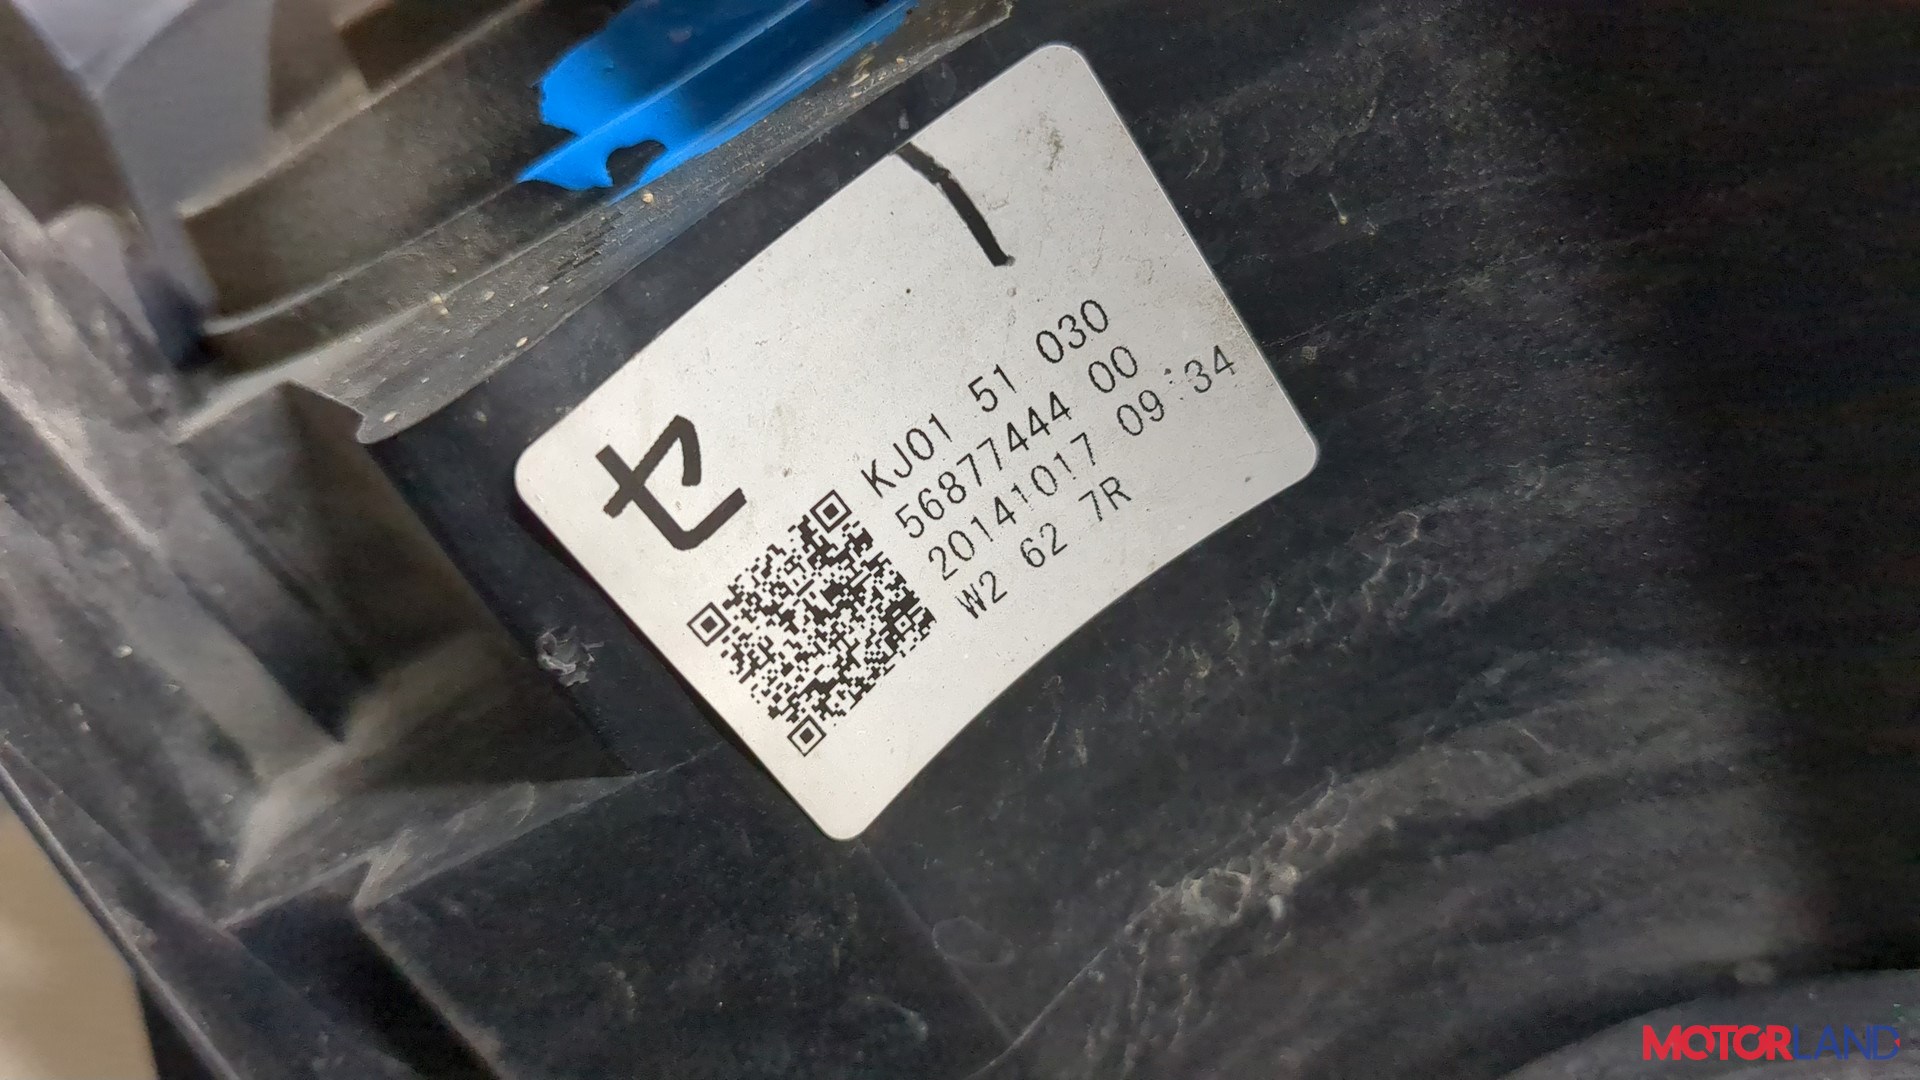 セ
KJ01 51 030
56877444 00
20141017 09:34
W2 62 7R
MOTORLAND